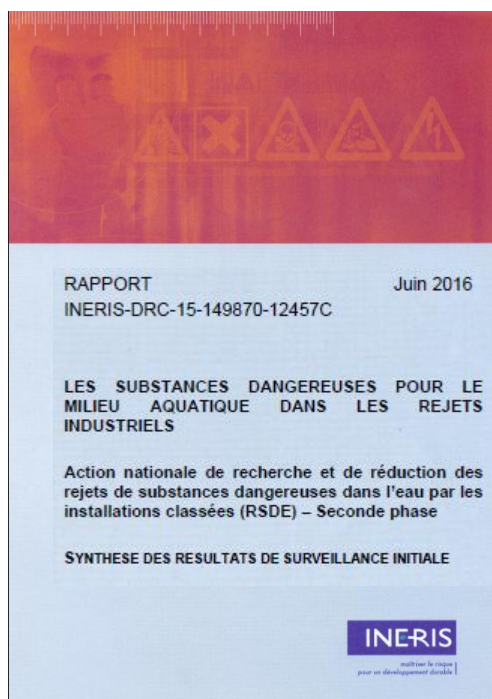 RAPPORT Juin 2016
INERIS-DRC-15-149870-12457C
LES SUBSTANCES DANGEREUSES POUR LE
MILIEU AQUATIQUE DANS LES REJETS
INDUSTRIELS
Action nationale de recherche et de réduction des
rejets de substances dangereuses dans l'eau par les
installations classées (RSDE) – Seconde phase
SYNTHESE DES RESULTATS DE SURVEILLANCE INITIALE
INERIS
maîtriser le risque
pour un développement durable